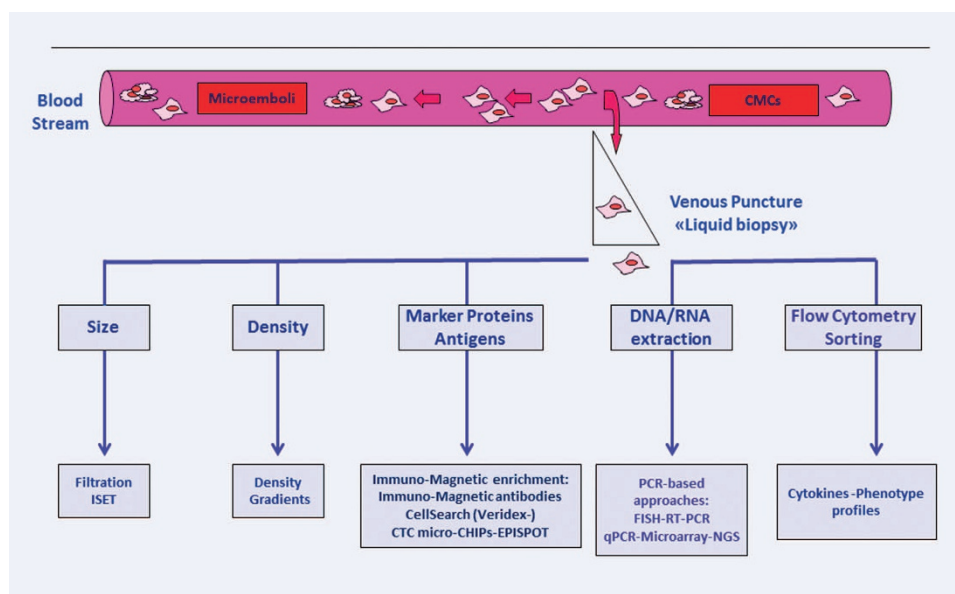 Blood
Stream
Microemboli
CMCs
Venous Puncture
«Liquid biopsy»
Size
Density
Marker Proteins
Antigens
DNA/RNA
extraction
Flow Cytometry
Sorting
Filtration
ISET
Density
Gradients
Immuno-Magnetic enrichment:
Immuno-Magnetic antibodies
CellSearch (Veridex-)
CTC micro-CHIPs-EPISPOT
PCR-based
approaches:
FISH-RT-PCR
qPCR-Microarray-NGS
Cytokines-Phenotype
profiles